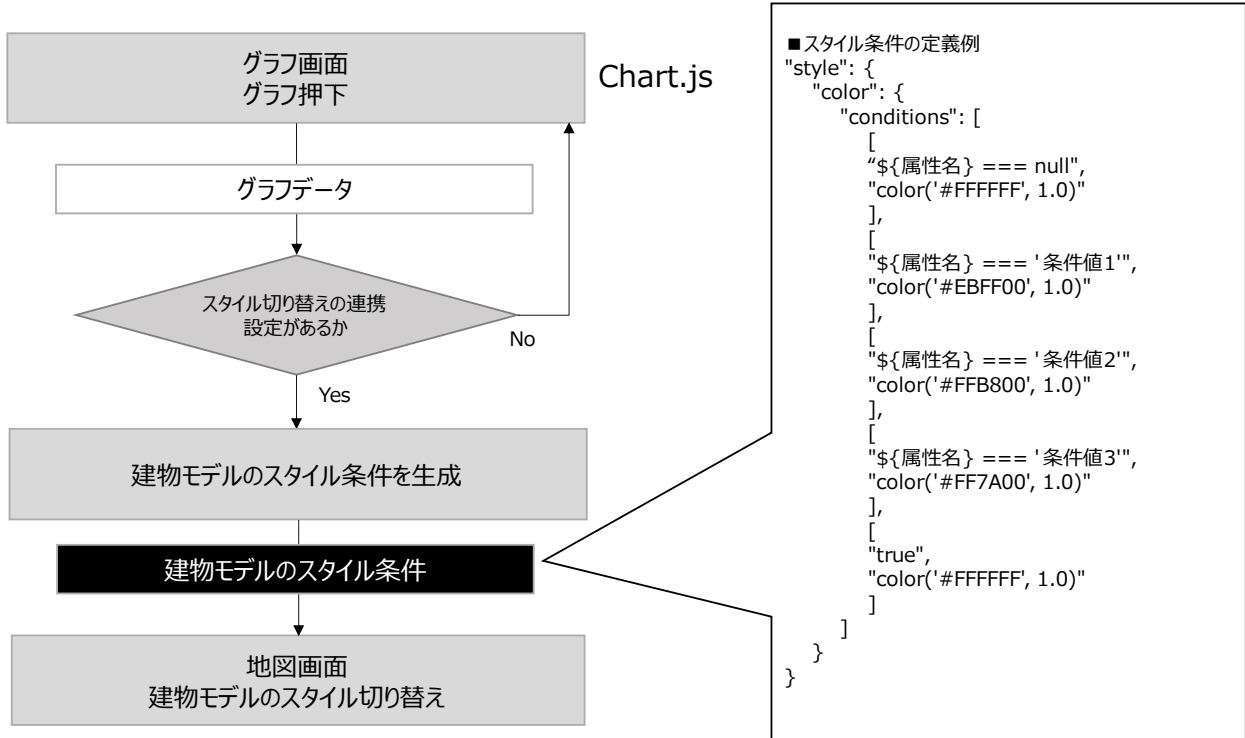 グラフ画面
グラフ押下
Chart.js
グラフデータ
スタイル切り替えの連携
設定があるか
No
Yes
建物モデルのスタイル条件を生成
建物モデルのスタイル条件
地図画面
建物モデルのスタイル切り替え
■スタイル条件の定義例
"style": {
"color": {
"conditions": [
[
“${属性名} === null",
"color('#FFFFFF', 1.0)"
],
[
"${属性名} === '条件値1'",
"color('#EBFF00', 1.0)"
],
[
"${属性名} === '条件値2'",
"color('#FFB800', 1.0)"
],
[
"${属性名} === '条件値3'",
"color('#FF7A00', 1.0)"
],
[
"true",
"color('#FFFFFF', 1.0)"
]
]
}
}